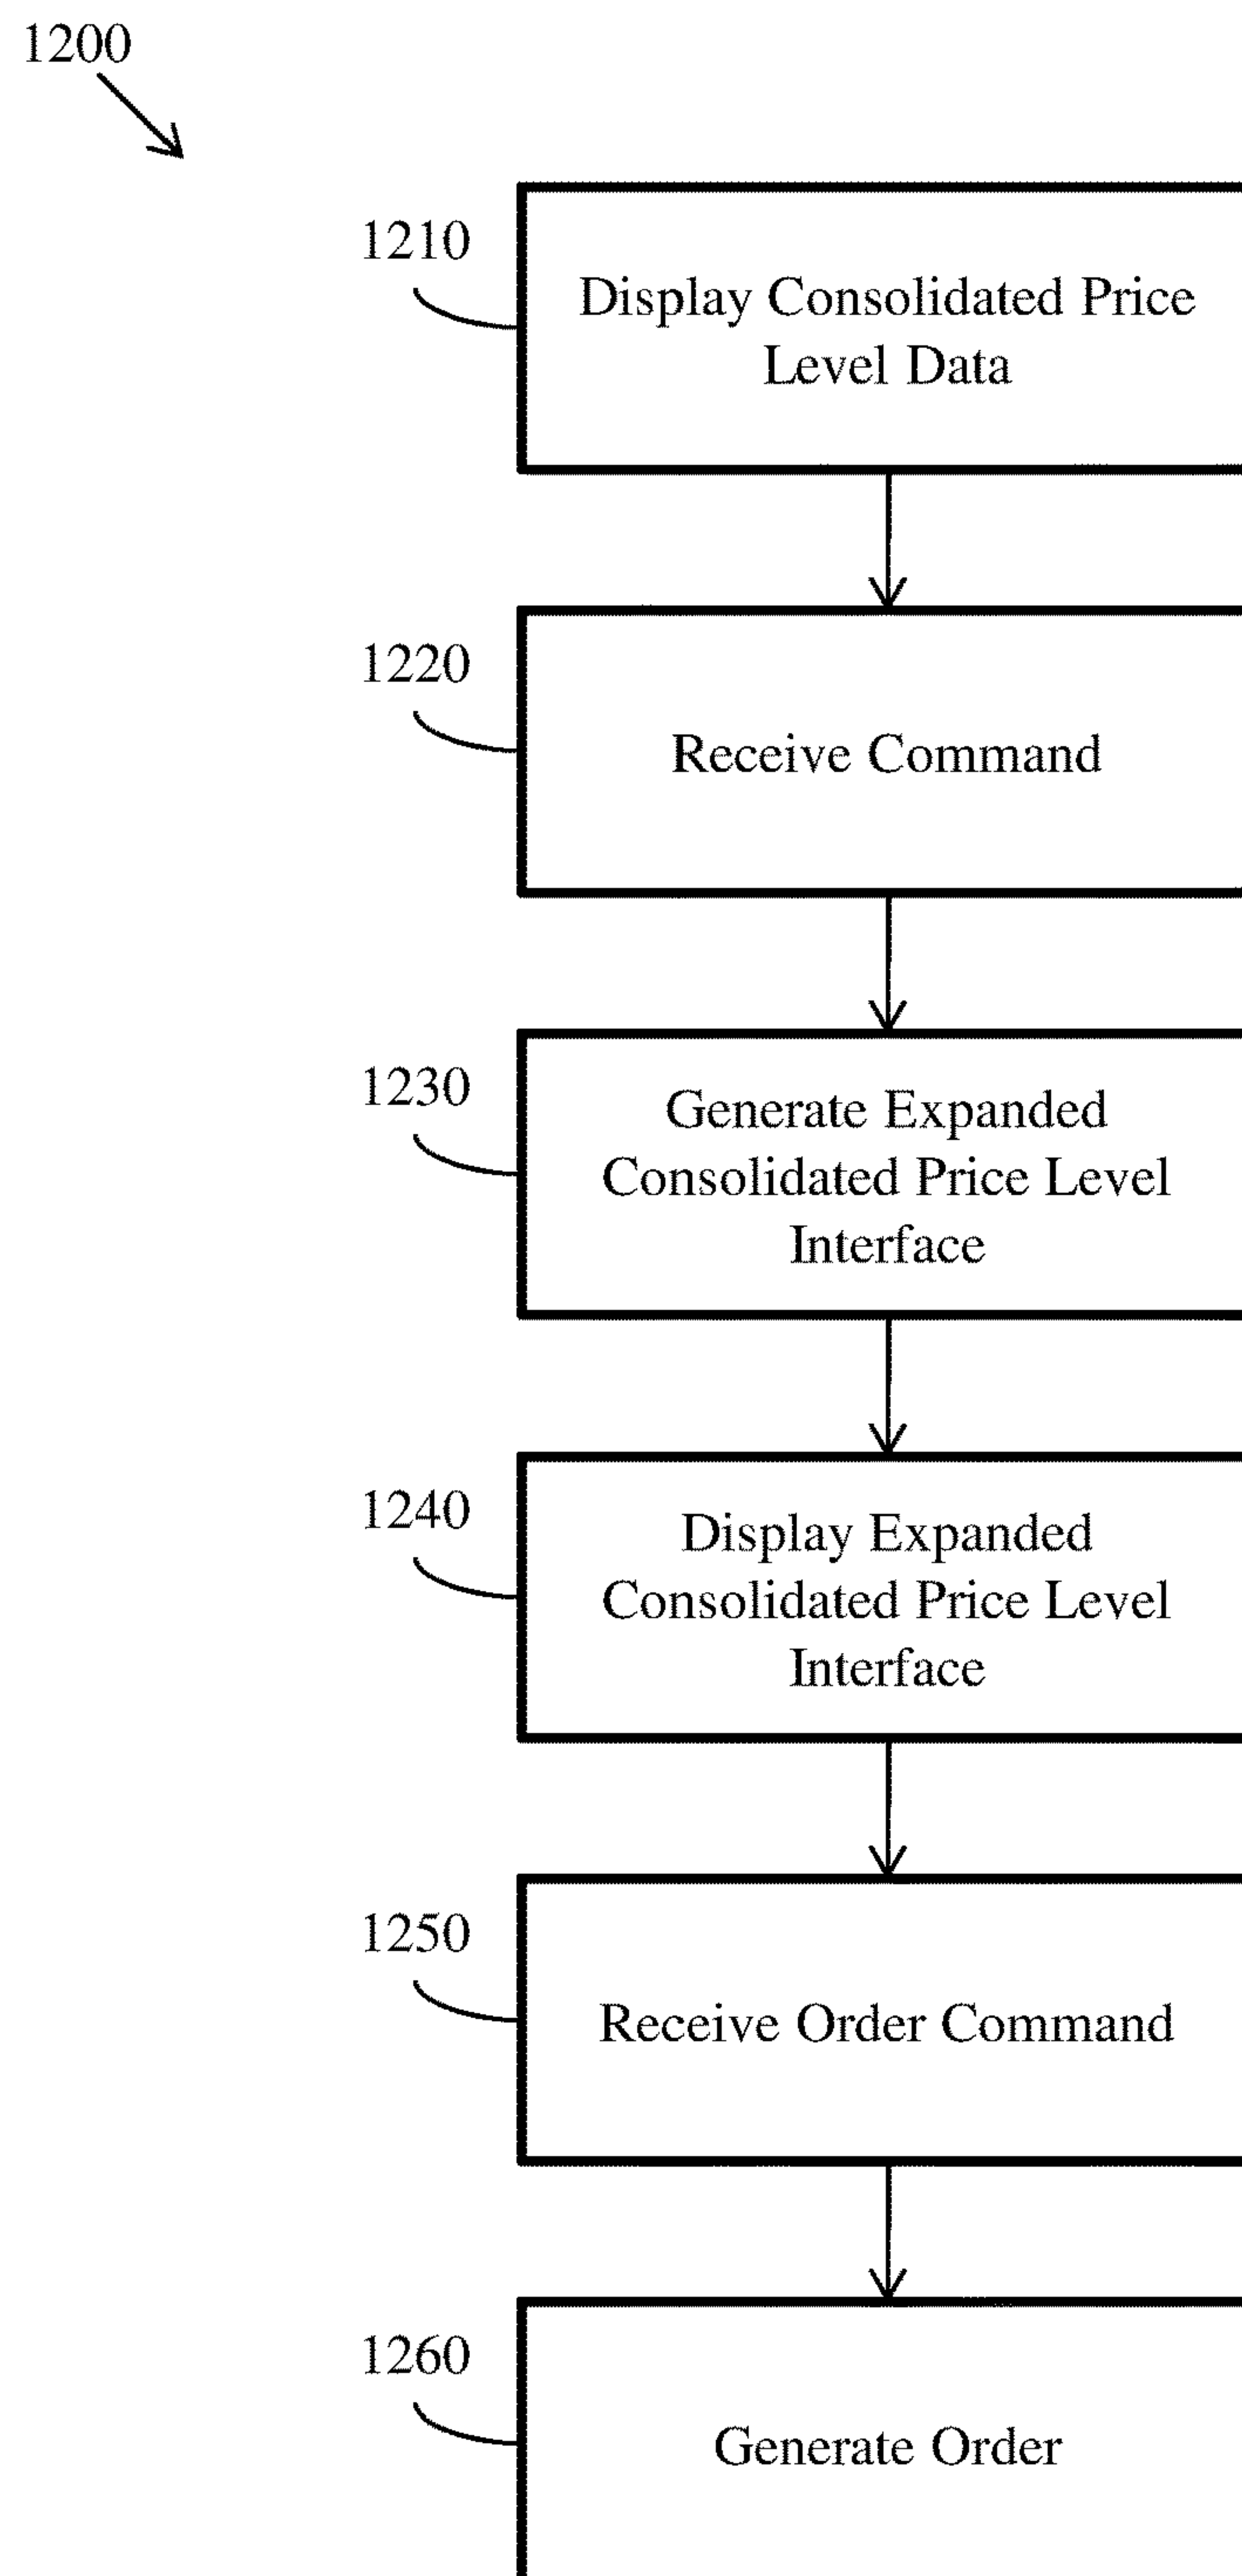 1200
1210
Display Consolidated Price
Level Data
1220
Receive Command
1230
Generate Expanded
Consolidated Price Level
Interface
1240
Display Expanded
Consolidated Price Level
Interface
1250
Receive Order Command
1260
Generate Order